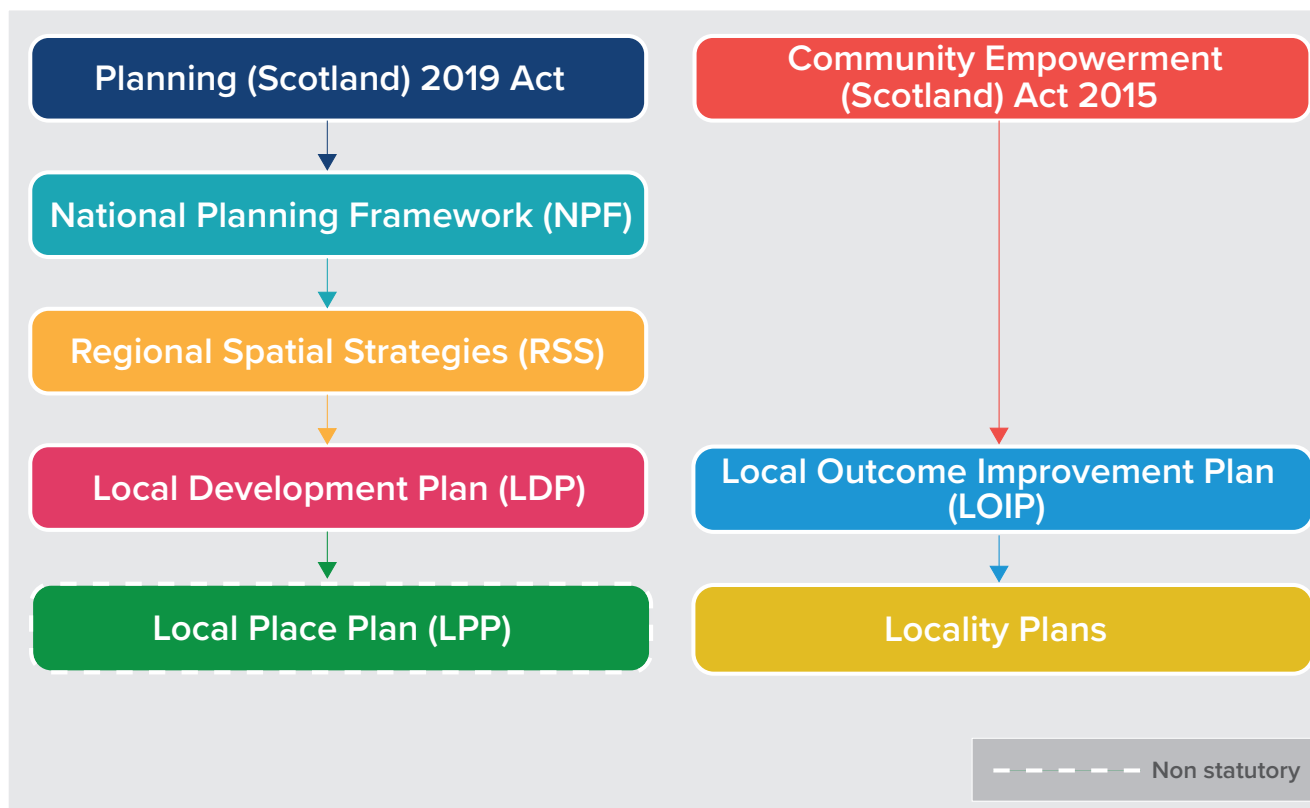 Planning (Scotland) 2019 Act
National Planning Framework (NPF)
Regional Spatial Strategies (RSS)
Local Development Plan (LDP)
Local Place Plan (LPP)
Community Empowerment
(Scotland) Act 2015
Local Outcome Improvement Plan
(LOIP)
Locality Plans
Non statutory